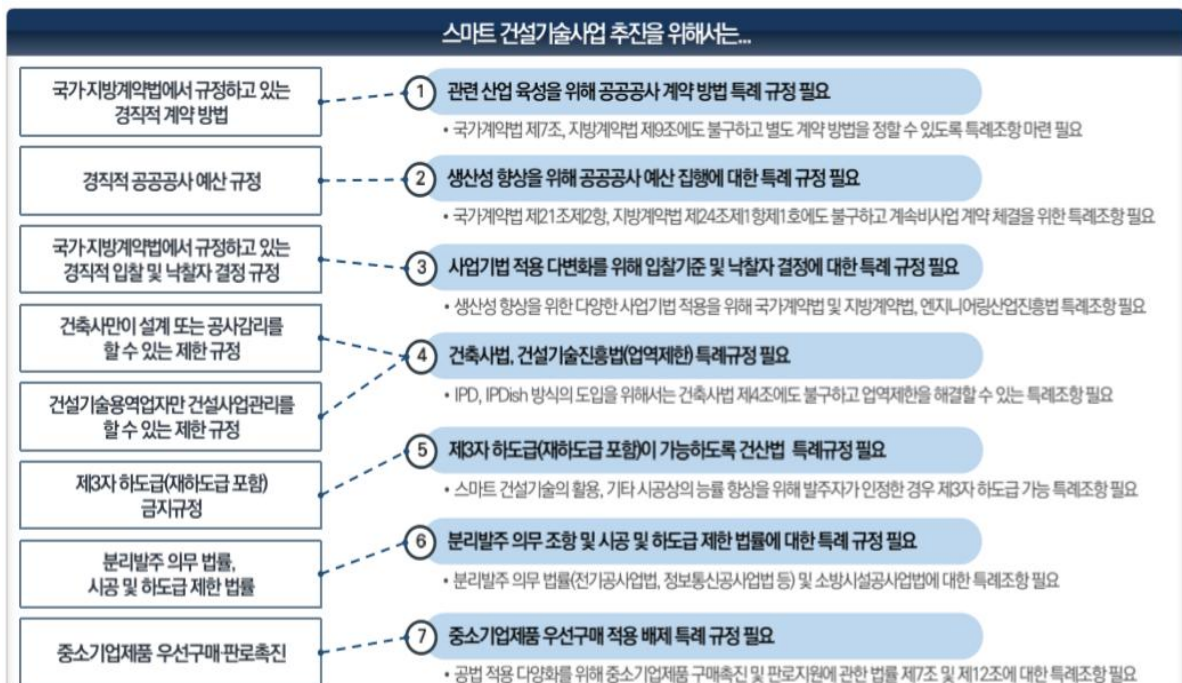 스마트 건설기술사업 추진을 위해서는...
국가·지방계약법에서 규정하고 있는
경직적 계약 방법
1 관련 산업 육성을 위해 공공공사 계약 방법 특례 규정 필요
• 국가계약법 제7조, 지방계약법 제9조에도 불구하고 별도 계약 방법을 정할 수 있도록 특례조항 마련 필요
경직적 공공공사 예산 규정
2 생산성 향상을 위해 공공공사 예산 집행에 대한 특례 규정 필요
• 국가계약법 제21조제2항, 지방계약법 제24조제1항제1호에도 불구하고 계속비사업 계약 체결을 위한 특례조항 필요
국가·지방계약법에서 규정하고 있는
경직적 입찰 및 낙찰자 결정 규정
3 사업기법 적용 다변화를 위해 입찰기준 및 낙찰자 결정에 대한 특례 규정 필요
• 생산성 향상을 위한 다양한 사업기법 적용을 위해 국가계약법 및 지방계약법, 엔지니어링산업진흥법 특례조항 필요
건축사만이 설계 또는 공사감리를
할 수 있는 제한 규정
건설기술용역업자만 건설사업관리를
할 수 있는 제한 규정
4 건축사법, 건설기술진흥법(업역제한) 특례규정 필요
• IPD, IPDish 방식의 도입을 위해서는 건축사법 제4조에도 불구하고 업역제한을 해결할 수 있는 특례조항 필요
제3자 하도급(재하도급 포함)
금지규정
5 제3자 하도급(재하도급 포함)이 가능하도록 건산법 특례규정 필요
• 스마트 건설기술의 활용, 기타 시공상의 능률 향상을 위해 발주자가 인정한 경우 제3자 하도급 가능 특례조항 필요
분리발주 의무 법률,
시공 및 하도급 제한 법률
6 분리발주 의무 조항 및 시공 및 하도급 제한 법률에 대한 특례 규정 필요
• 분리발주 의무 법률(전기공사업법, 정보통신공사업법 등) 및 소방시설공사업법에 대한 특례조항 필요
중소기업제품 우선구매·판로촉진
7 중소기업제품 우선구매 적용 배제 특례 규정 필요
• 공법 적용 다양화를 위해 중소기업제품 구매촉진 및 판로지원에 관한 법률 제7조 및 제12조에 대한 특례조항 필요